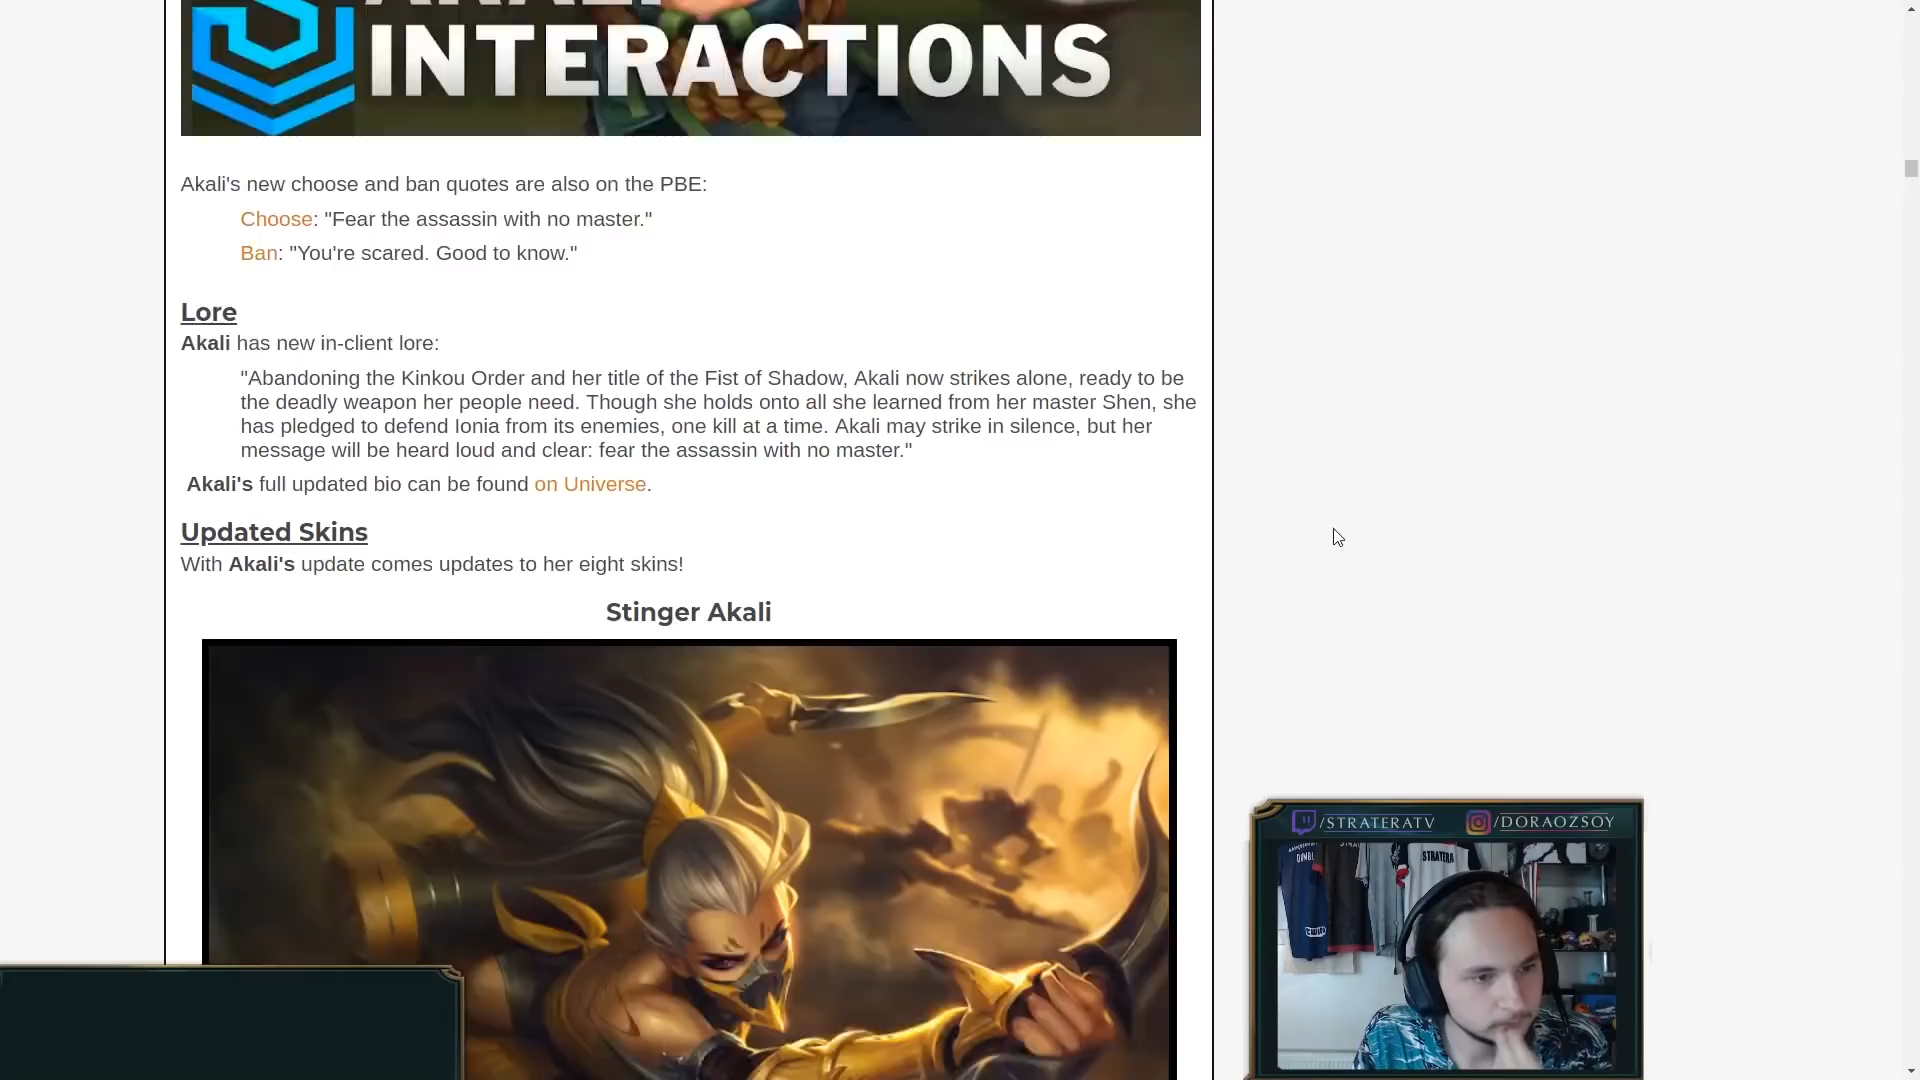 INTERACTIONS
Akali's new choose and ban quotes are also on the PBE:
Choose: "Fear the assassin with no master."
Ban: "You're scared. Good to know."
Lore
Akali has new in-client lore:
"Abandoning the Kinkou Order and her title of the Fist of Shadow, Akali now strikes alone, ready to be
the deadly weapon her people need. Though she holds onto all she learned from her master Shen, she
has pledged to defend Ionia from its enemies, one kill at a time. Akali may strike in silence, but her
message will be heard loud and clear: fear the assassin with no master."
Akali's full updated bio can be found on Universe.
Updated Skins
With Akali's update comes updates to her eight skins!
Stinger Akali
/STRATERATV /DORAOZSOY
STRATERA